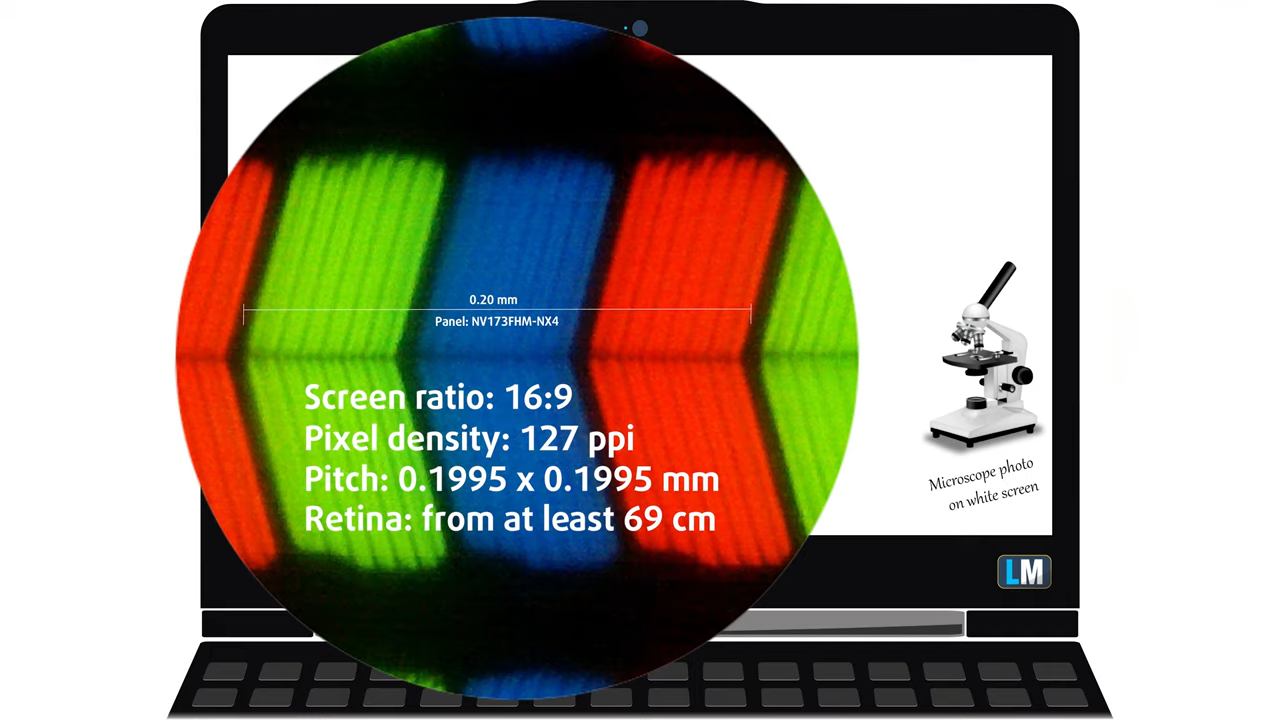 0.20 mm
Panel: NV173FHM-NX4
Screen ratio: 16:9
Pixel density: 127 ppi
Pitch: 0.1995 x 0.1995 mm
Retina: from at least 69 cm
Microscope photo
on white screen
LM